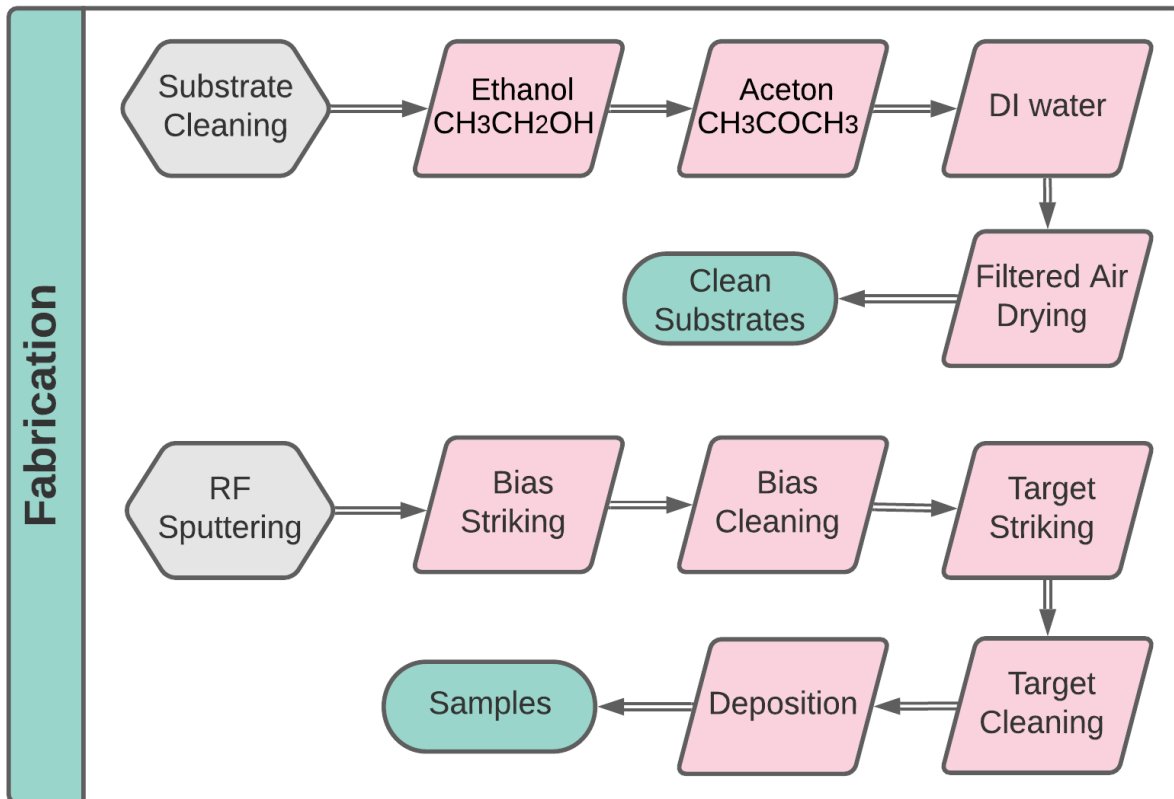 Fabrication
Substrate
Cleaning
Ethanol
CH3CH2OH
Aceton
CH3COCH3
DI water
Filtered Air
Drying
Clean
Substrates
RF
Sputtering
Bias
Striking
Bias
Cleaning
Target
Striking
Target
Cleaning
Deposition
Samples